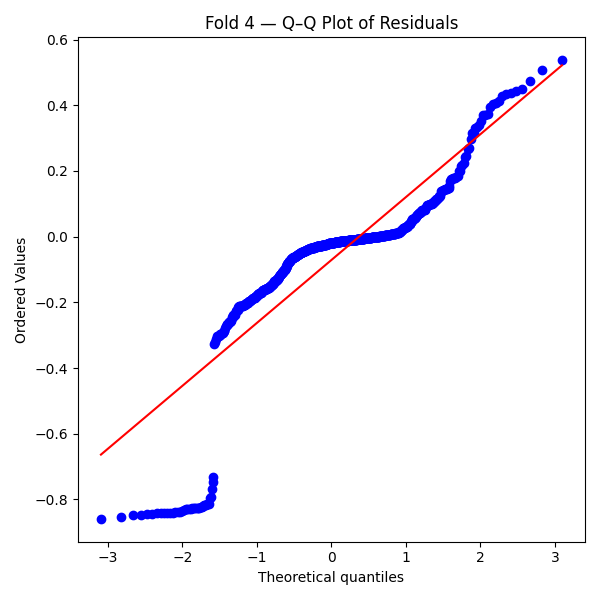 Fold 4 — Q–Q Plot of Residuals
Ordered Values
0.6
0.4
0.2
0.0
−0.2
−0.4
−0.6
−0.8
−3 −2 −1 0 1 2 3
Theoretical quantiles